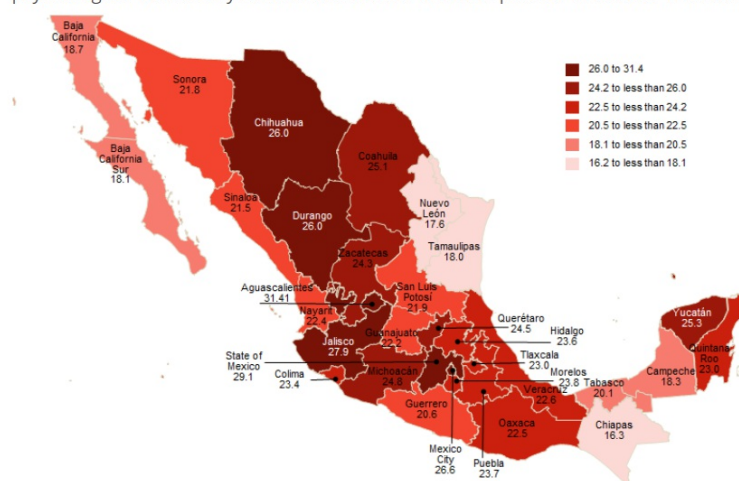 Baja
California
18.7
Sonora
21.8
Chihuahua
26.0
Coahuila
25.1
Baja
California
Sur
18.1
Sinaloa
21.5
Durango
26.0
Nuevo
León
17.6
Tamaulipas
18.0
Zacatecas
24.3
San Luis
Potosí
21.9
Aguascalientes
31.41
Nayarit
22.4
Guanajuato
22.2
Jalisco
27.9
Querétaro
24.5
Hidalgo
23.6
State of
Mexico
29.1
Colima
23.4
Michoacán
24.8
Tlaxcala
23.0
Morelos
23.8
Veracruz
22.6
Guerrero
20.6
Mexico
City
26.6
Puebla
23.7
Oaxaca
22.5
Tabasco
20.1
Chiapas
16.3
Campeche
18.3
Yucatán
25.3
Quintana
Roo
23.0
26.0 to 31.4
24.2 to less than 26.0
22.5 to less than 24.2
20.5 to less than 22.5
18.1 to less than 20.5
16.2 to less than 18.1